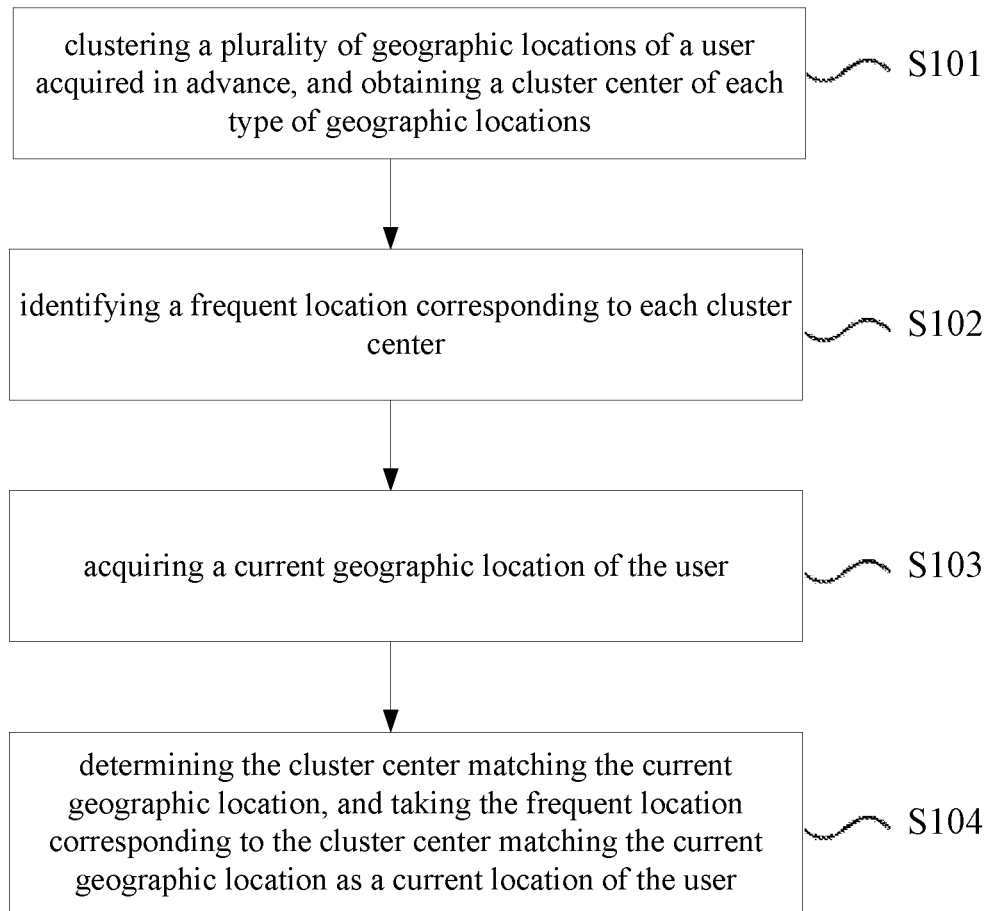 clustering a plurality of geographic locations of a user
acquired in advance, and obtaining a cluster center of each
type of geographic locations
S101
identifying a frequent location corresponding to each cluster
center
S102
acquiring a current geographic location of the user
S103
determining the cluster center matching the current
geographic location, and taking the frequent location
corresponding to the cluster center matching the current
geographic location as a current location of the user
S104